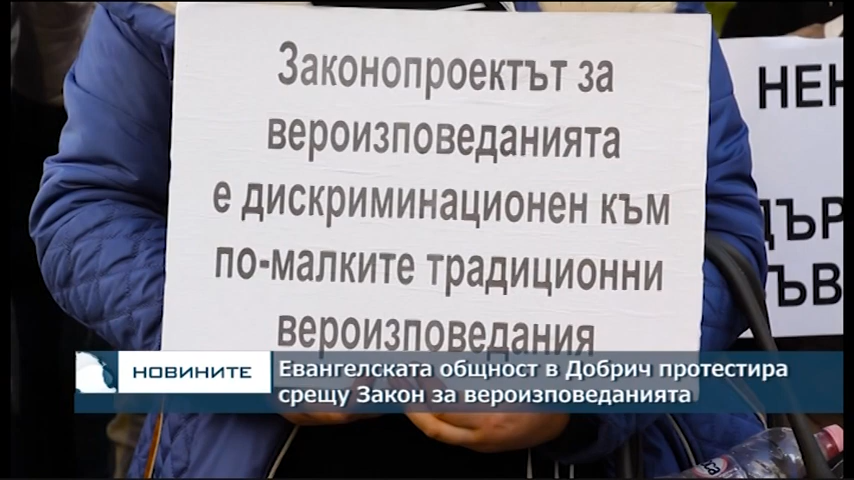 Законопроектът за
вероизповеданията
е дискриминационен към
по-малките традиционни
вероизповедания
НОВИНИТЕ
Евангелската общност в Добрич протестира
срещу Закон за вероизповеданията